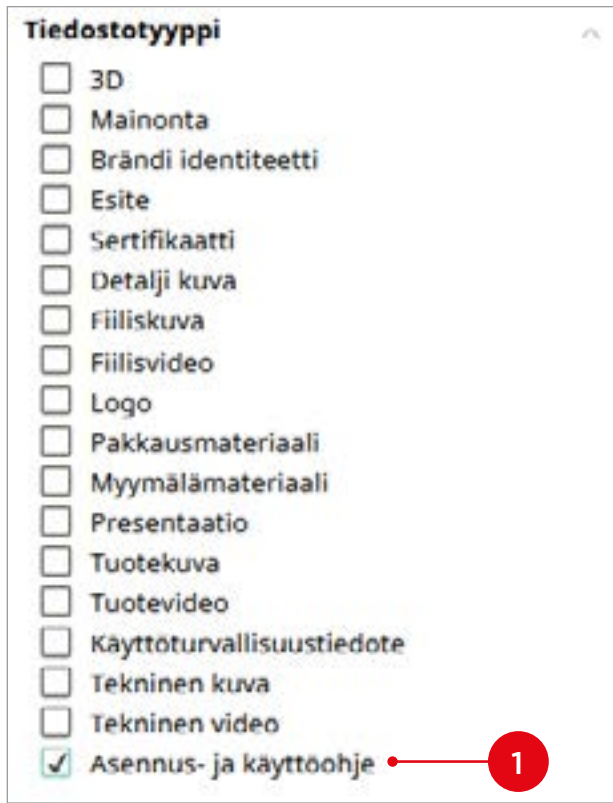 Tiedostotyyppi
3D
Mainonta
Brändi identiteetti
Esite
Sertifikaatti
Detalji kuva
Fiiliskuva
Fiilisvideo
Logo
Pakkausmateriaali
Myymälämateriaali
Presentaatio
Tuotekuva
Tuotevideo
Käyttöturvallisuustiedote
Tekninen kuva
Tekninen video
Asennus- ja käyttöohje 1